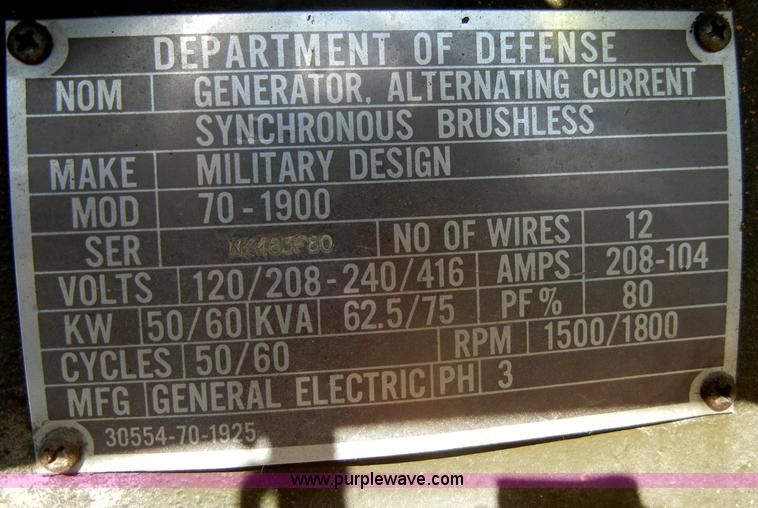 DEPARTMENT OF DEFENSE
NOM GENERATOR, ALTERNATING CURRENT
SYNCHRONOUS BRUSHLESS
MAKE MILITARY DESIGN
MOD 70-1900
SER NO OF WIRES 12
VOLTS 120/208-240/416 AMPS 208-104
KW 50/60 KVA 62.5/75 PF% 80
CYCLES 50/60 RPM 1500/1800
MFG GENERAL ELECTRIC PH 3
30554-70-1925
www.purplewave.com